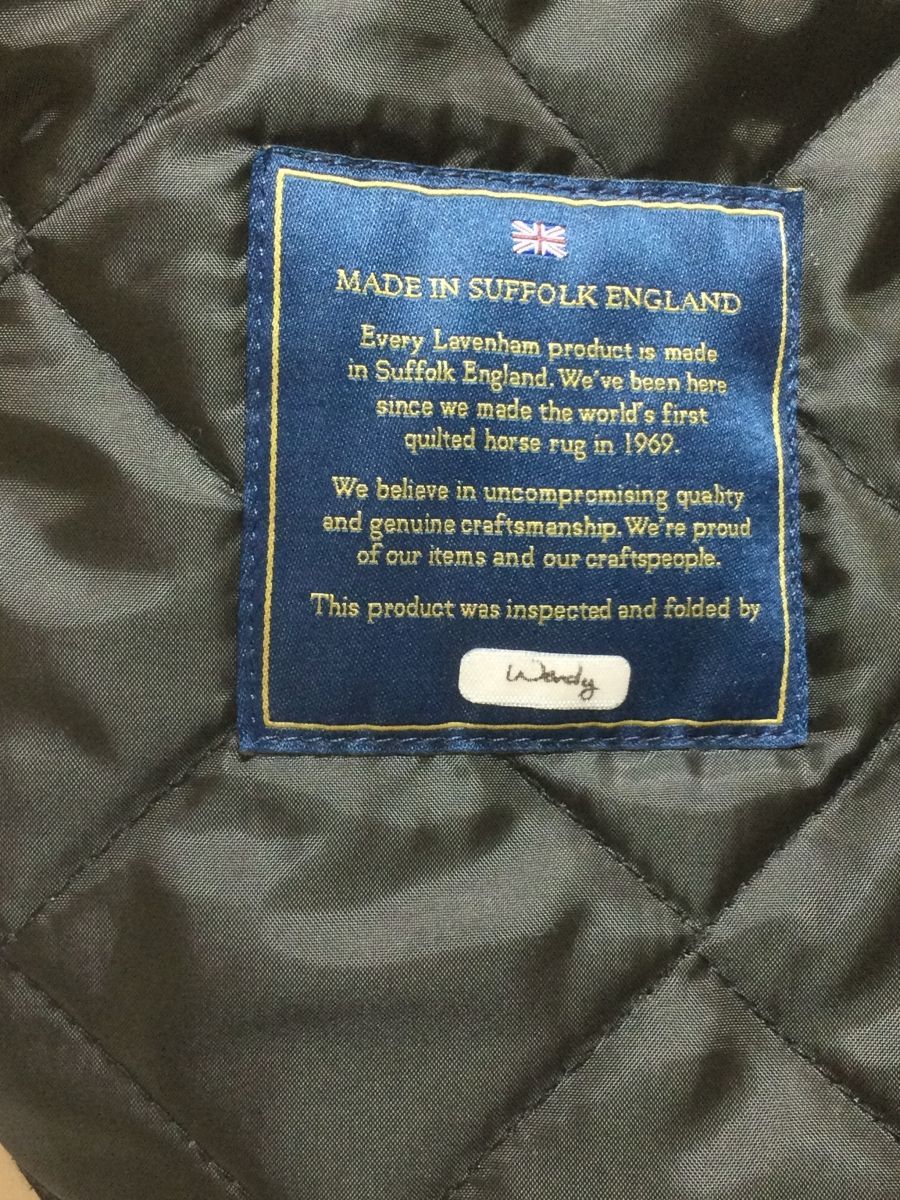 MADE IN SUFFOLK ENGLAND
Every Lavenham product is made
in Suffolk England. We've been here
since we made the world's first
quilted horse rug in 1969.
We believe in uncompromising quality
and genuine craftsmanship. We're proud
of our items and our craftspeople.
This product was inspected and folded by
Wendy